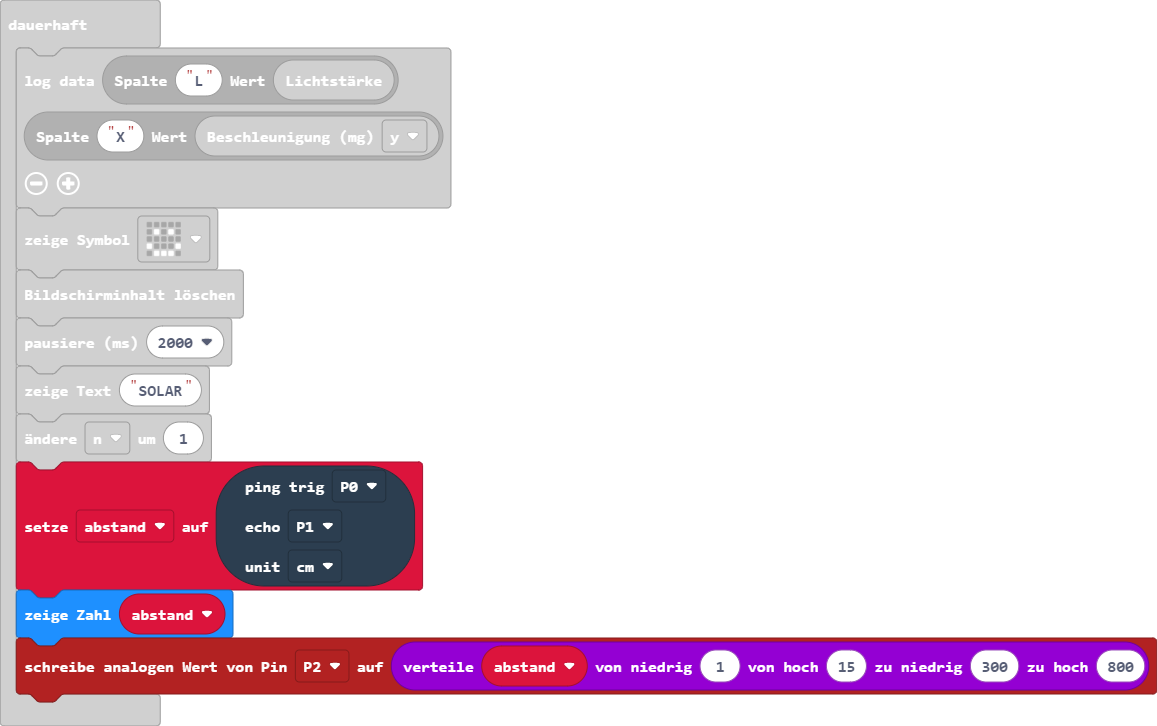 dauerhaft
log data Spalte "L" Wert Lichtstärke
Spalte "X" Wert Beschleunigung (mg) y
zeige Symbol
Bildschirminhalt löschen
pausiere (ms) 2000
zeige Text "SOLAR"
ändere n um 1
ping trig P0
setze abstand auf echo P1
unit cm
zeige Zahl abstand
schreibe analogen Wert von Pin P2 auf verteile abstand von niedrig 1 von hoch 15 zu niedrig 300 zu hoch 800